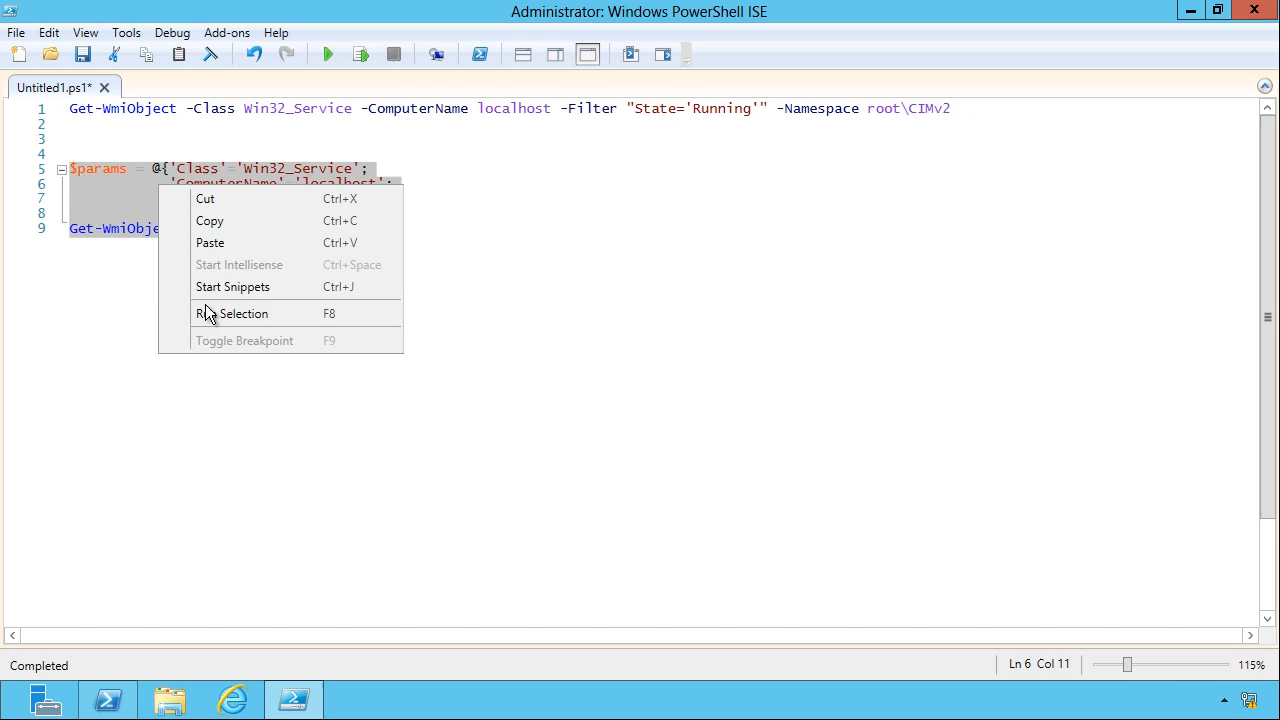 Administrator: Windows PowerShell ISE
File Edit View Tools Debug Add-ons Help
Untitled1.ps1*
1 Get-WmiObject -Class Win32_Service -ComputerName localhost -Filter "State='Running'" -Namespace root\CIMv2
2
3
4
5 $params = @{'Class'='Win32_Service';
6 'ComputerName'='localhost';
7
8
9 Get-WmiObje
Cut Ctrl+X
Copy Ctrl+C
Paste Ctrl+V
Start Intellisense Ctrl+Space
Start Snippets Ctrl+J
Run Selection F8
Toggle Breakpoint F9
Completed
Ln 6 Col 11
115%